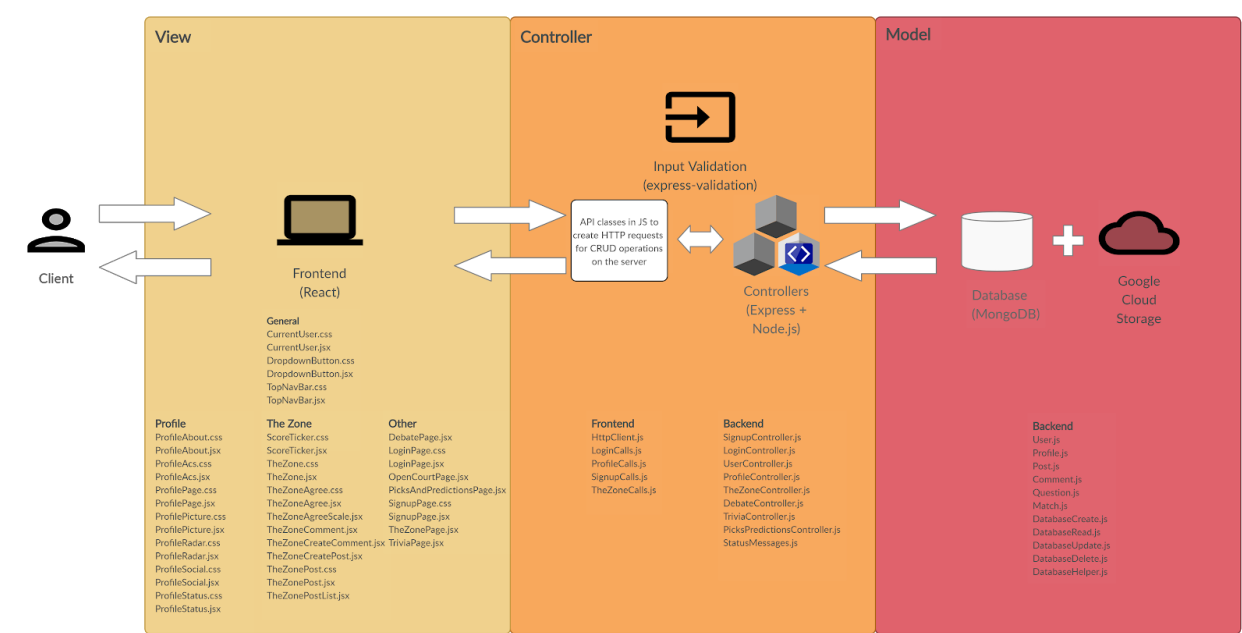 View
Controller
Model
Input Validation
(express-validation)
API classes in JS to
create HTTP requests
for CRUD operations
on the server
Client
Frontend
(React)
Controllers
(Express +
Node.js)
Database
(MongoDB)
Google
Cloud
Storage
General
CurrentUser.css
CurrentUser.jsx
DropdownButton.css
DropdownButton.jsx
TopNavBar.css
TopNavBar.jsx
Profile
ProfileAbout.css
ProfileAbout.jsx
ProfileAcs.css
ProfileAcs.jsx
ProfilePage.css
ProfilePage.jsx
ProfilePicture.css
ProfilePicture.jsx
ProfileRadar.css
ProfileRadar.jsx
ProfileSocial.css
ProfileSocial.jsx
ProfileStatus.css
ProfileStatus.jsx
The Zone
ScoreTicker.css
ScoreTicker.jsx
TheZone.css
TheZone.jsx
TheZoneAgree.css
TheZoneAgree.jsx
TheZoneAgreeScale.jsx
TheZoneComment.jsx
TheZoneCreateComment.jsx
TheZoneCreatePost.jsx
TheZonePost.css
TheZonePost.jsx
TheZonePostList.jsx
Other
DebatePage.jsx
LoginPage.css
LoginPage.jsx
OpenCourtPage.jsx
PicksAndPredictionsPage.jsx
SignupPage.css
SignupPage.jsx
TheZonePage.jsx
TriviaPage.jsx
Frontend
HttpClient.js
LoginCalls.js
ProfileCalls.js
SignupCalls.js
TheZoneCalls.js
Backend
SignupController.js
LoginController.js
UserController.js
ProfileController.js
TheZoneController.js
DebateController.js
TriviaController.js
PicksPredictionsController.js
StatusMessages.js
Backend
User.js
Profile.js
Post.js
Comment.js
Question.js
Match.js
DatabaseCreate.js
DatabaseRead.js
DatabaseUpdate.js
DatabaseDelete.js
DatabaseHelper.js